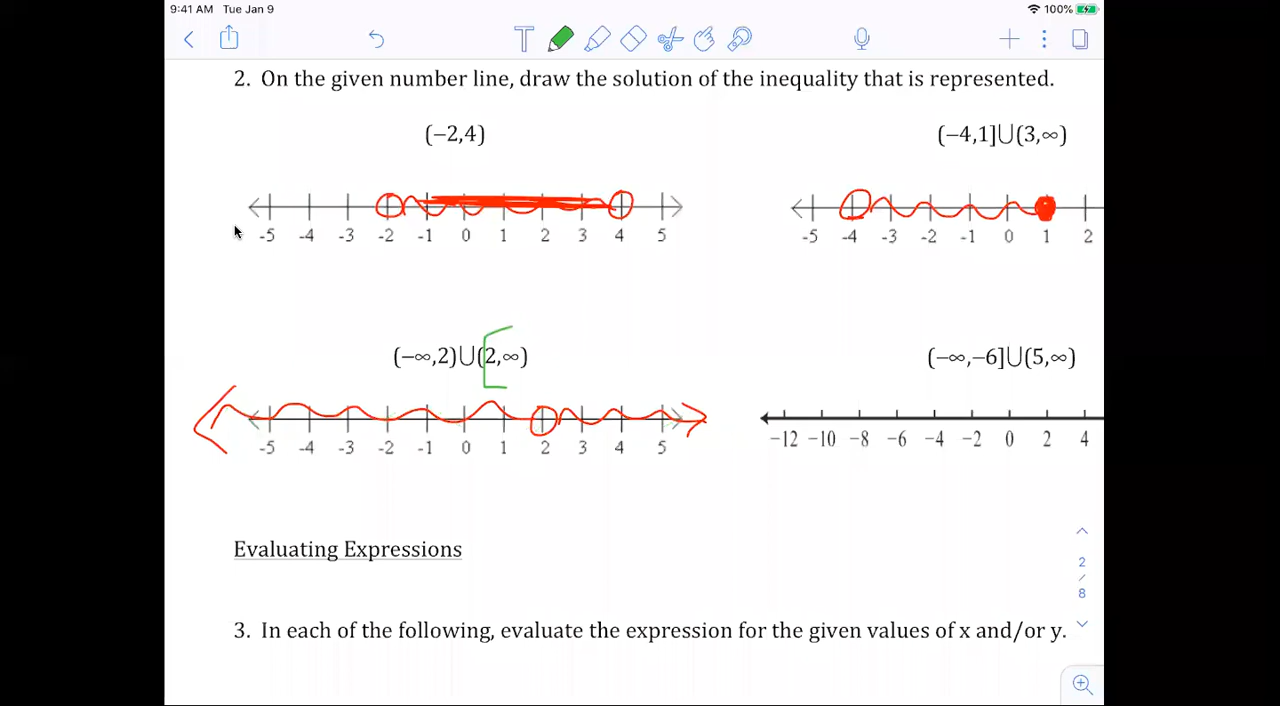 9:41 AM Tue Jan 9 100%
T
2. On the given number line, draw the solution of the inequality that is represented.
(−2,4) (−4,1]∪(3,∞)
-5 -4 -3 -2 -1 0 1 2 3 4 5 -5 -4 -3 -2 -1 0 1 2
(−∞,2)∪([2,∞) (−∞,−6]∪(5,∞)
-5 -4 -3 -2 -1 0 1 2 3 4 5 −12 −10 −8 −6 −4 −2 0 2 4
Evaluating Expressions
2
/
8
3. In each of the following, evaluate the expression for the given values of x and/or y.